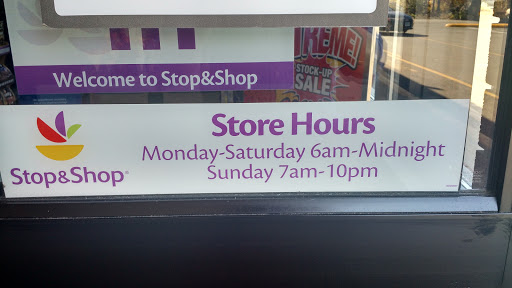 Welcome to Stop&Shop
STOCK-UP
SALE
Store Hours
Monday-Saturday 6am-Midnight
Sunday 7am-10pm
Stop&Shop